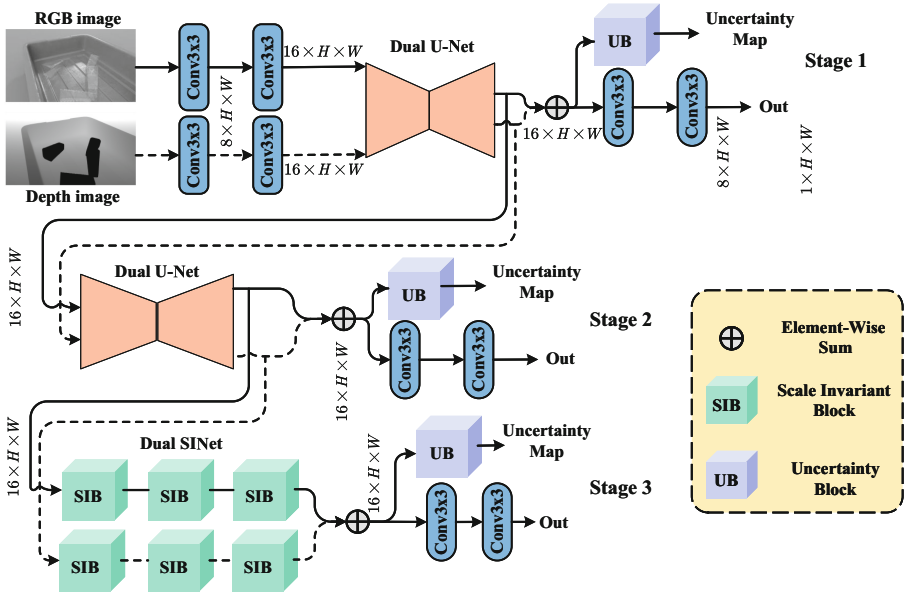 RGB image
Conv3x3
8×H×W
Conv3x3
16×H×W
Dual U-Net
UB
Uncertainty
Map
Stage 1
16×H×W
Conv3x3
Conv3x3
Out
8×H×W
1×H×W
Depth image
Conv3x3
Conv3x3
16×H×W
16×H×W
Dual U-Net
UB
Uncertainty
Map
Stage 2
16×H×W
Conv3x3
Conv3x3
Out
16×H×W
Dual SINet
SIB
SIB
SIB
SIB
SIB
SIB
16×H×W
UB
Uncertainty
Map
Stage 3
Conv3x3
Conv3x3
Out
Element-Wise
Sum
SIB
Scale Invariant
Block
UB
Uncertainty
Block